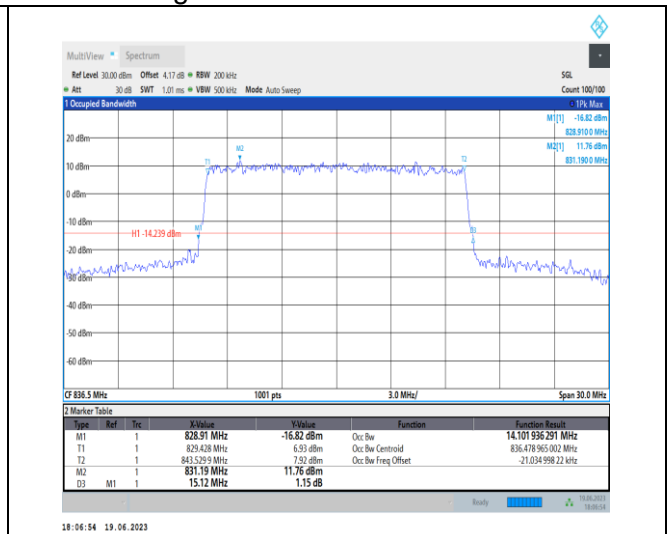 MultiView Spectrum
Ref Level 30.00 dBm Offset 4.17 dB RBW 200 kHz SGL
Att 30 dB SWT 1.01 ms VBW 500 kHz Mode Auto Sweep Count 100/100
1 Occupied Bandwidth 1Pk Max
M1[1] -16.82 dBm
828.910 0 MHz
M2[1] 11.76 dBm
831.190 0 MHz
20 dBm
M2
T1
T2
10 dBm
0 dBm
-10 dBm
H1 -14.239 dBm
M1
D3
-20 dBm
-30 dBm
-40 dBm
-50 dBm
-60 dBm
CF 836.5 MHz 1001 pts 3.0 MHz/ Span 30.0 MHz
2 Marker Table
Type Ref Trc X-Value Y-Value Function Function Result
M1 1 828.91 MHz -16.82 dBm Occ Bw 14.101 936 291 MHz
T1 1 829.428 MHz 6.93 dBm Occ Bw Centroid 836.478 965 002 MHz
T2 1 843.5299 MHz 7.92 dBm Occ Bw Freq Offset -21.034 998 22 kHz
M2 1 831.19 MHz 11.76 dBm
D3 M1 1 15.12 MHz 1.15 dB
Ready 19.06.2023
18:06:54
18:06:54 19.06.2023